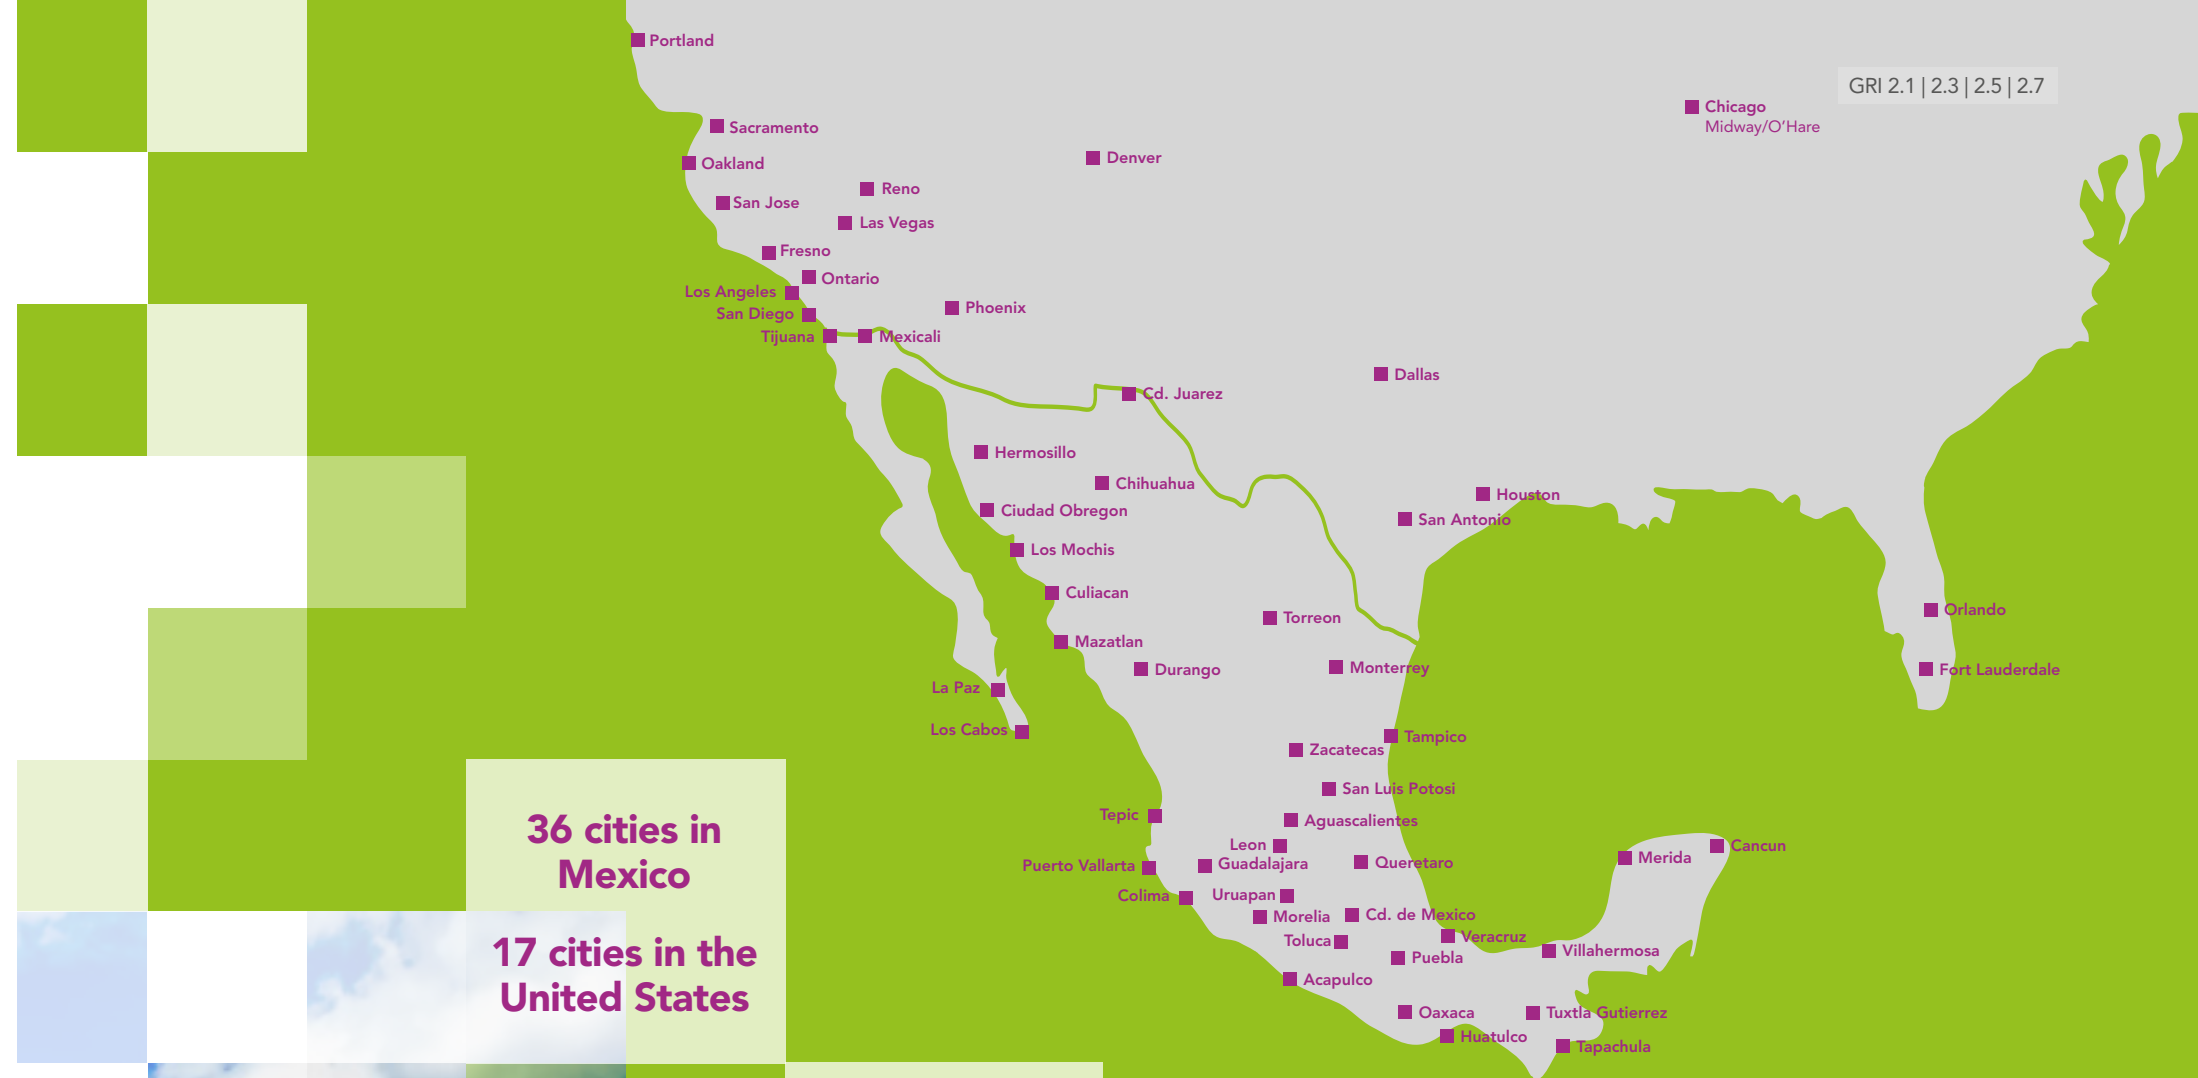 Portland
GRI 2.1 | 2.3 | 2.5 | 2.7
Chicago
Midway/O’Hare
Sacramento
Denver
Oakland
Reno
San Jose
Las Vegas
Fresno
Ontario
Los Angeles
Phoenix
San Diego
Tijuana
Mexicali
Dallas
Cd. Juarez
Hermosillo
Chihuahua
Houston
Ciudad Obregon
San Antonio
Los Mochis
Culiacan
Orlando
Torreon
Mazatlan
Monterrey
Durango
Fort Lauderdale
La Paz
Los Cabos
Tampico
Zacatecas
San Luis Potosi
Tepic
Aguascalientes
Leon
Cancun
Merida
Puerto Vallarta
Guadalajara
Queretaro
Colima
Uruapan
Morelia
Cd. de Mexico
Veracruz
Toluca
Villahermosa
Puebla
Acapulco
Oaxaca
Tuxtla Gutierrez
Huatulco
Tapachula
36 cities in
Mexico
17 cities in the
United States